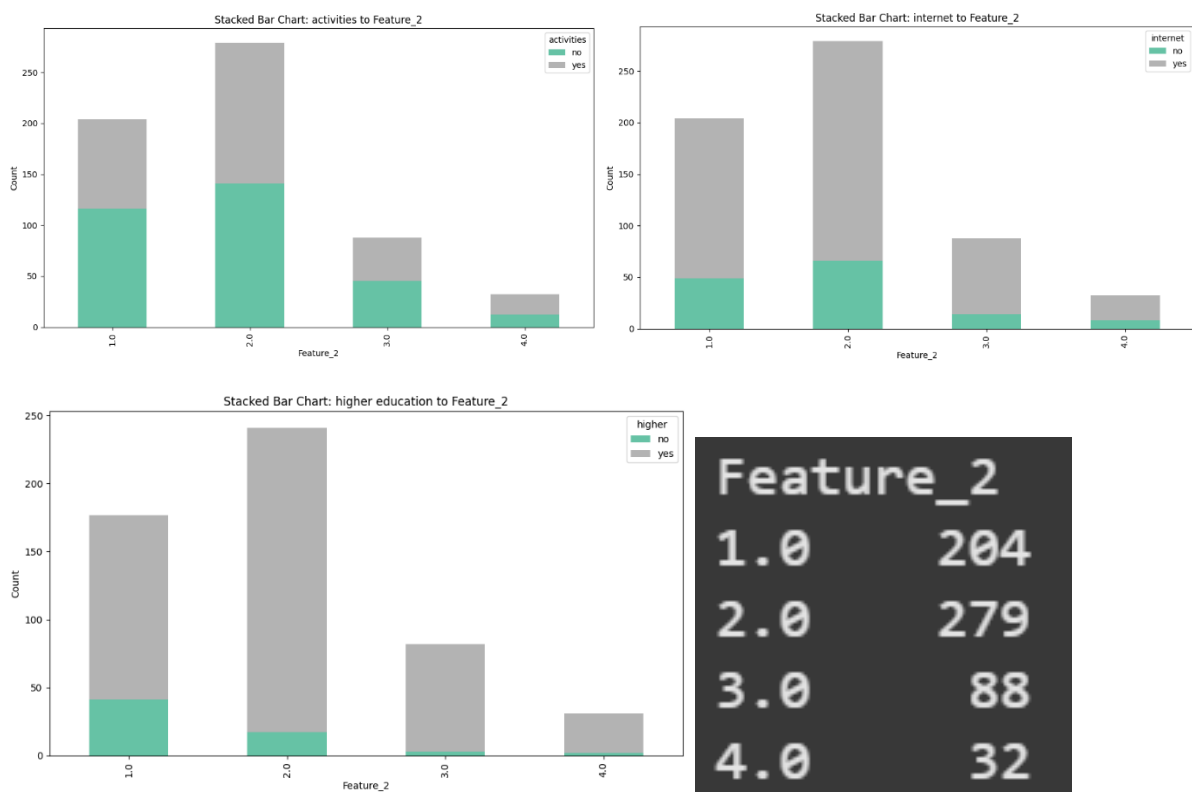 Stacked Bar Chart: activities to Feature_2
activities
no
yes
250
200
150
100
50
0
Count
1.0
2.0
3.0
4.0
Feature_2
Stacked Bar Chart: internet to Feature_2
internet
no
yes
250
200
150
100
50
0
Count
1.0
2.0
3.0
4.0
Feature_2
Stacked Bar Chart: higher education to Feature_2
higher
no
yes
250
200
150
100
50
0
Count
1.0
2.0
3.0
4.0
Feature_2
Feature_2
1.0 204
2.0 279
3.0 88
4.0 32